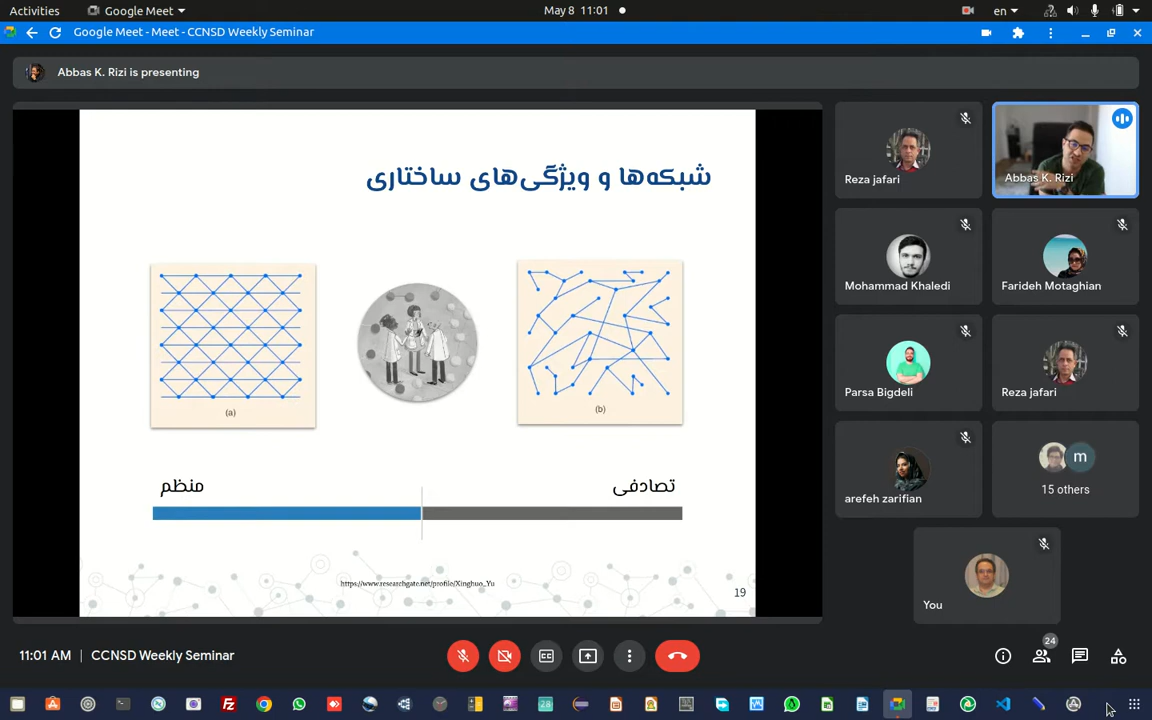 Activities
Google Meet
May 8 11:01
en
Google Meet - Meet - CCNSD Weekly Seminar
Abbas K. Rizi is presenting
شبکه‌ها و ویژگی‌های ساختاری
(a)
(b)
منظم
تصادفی
https://www.researchgate.net/profile/Xinghuo_Yu
19
Reza jafari
Abbas K. Rizi
Mohammad Khaledi
Farideh Motaghian
Parsa Bigdeli
Reza jafari
arefeh zarifian
m
15 others
You
11:01 AM
CCNSD Weekly Seminar
24